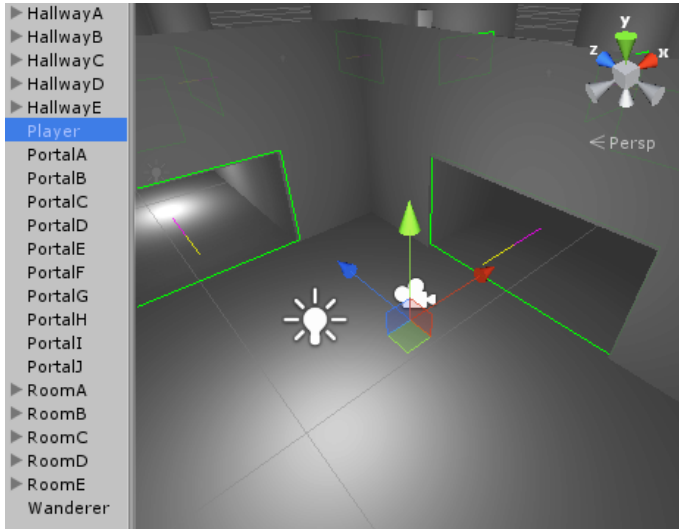 HallwayA
HallwayB
HallwayC
HallwayD
HallwayE
Player
PortalA
PortalB
PortalC
PortalD
PortalE
PortalF
PortalG
PortalH
PortalI
PortalJ
RoomA
RoomB
RoomC
RoomD
RoomE
Wanderer
y
z
x
Persp